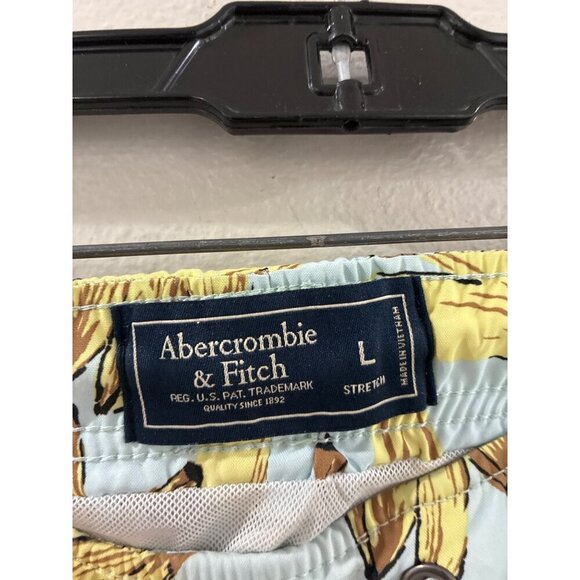 Abercrombie
& Fitch
REG. U.S. PAT. TRADEMARK
QUALITY SINCE 1892
L
STRETCH
MADE IN VIETNAM